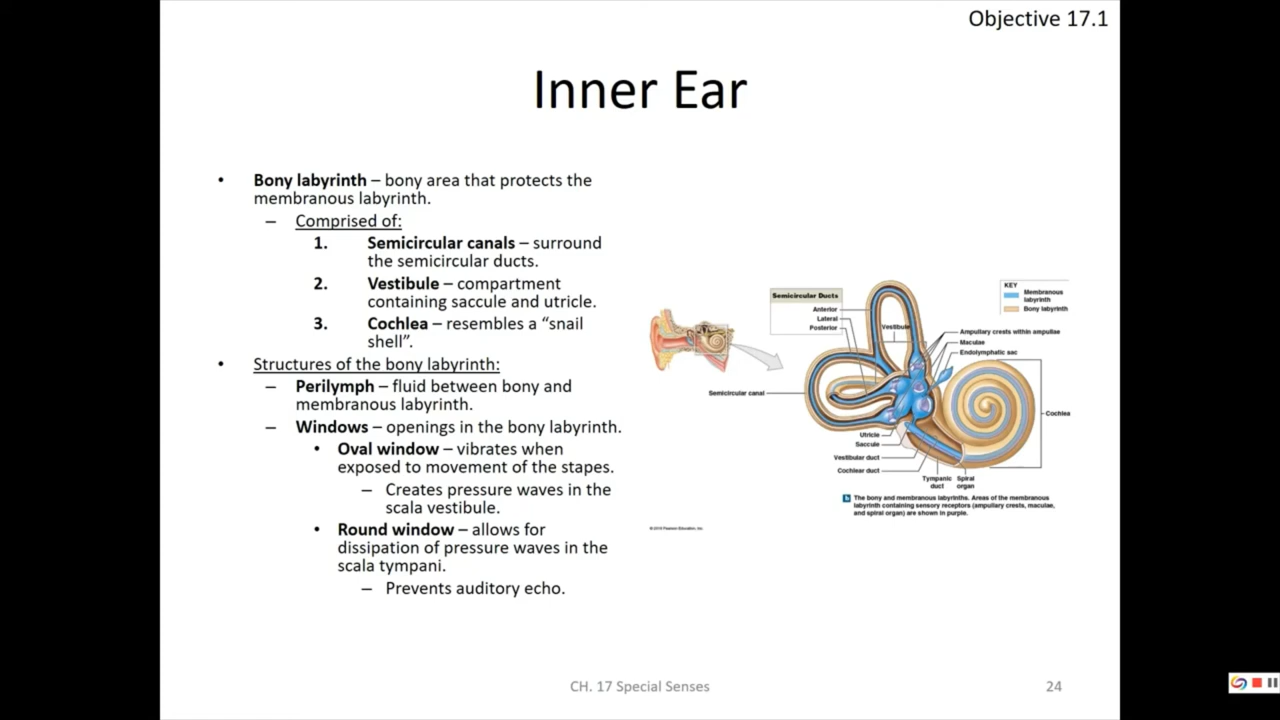 Objective 17.1
Inner Ear
• Bony labyrinth – bony area that protects the
membranous labyrinth.
– Comprised of:
1. Semicircular canals – surround
the semicircular ducts.
2. Vestibule – compartment
containing saccule and utricle.
3. Cochlea – resembles a “snail
shell”.
• Structures of the bony labyrinth:
– Perilymph – fluid between bony and
membranous labyrinth.
– Windows – openings in the bony labyrinth.
• Oval window – vibrates when
exposed to movement of the stapes.
– Creates pressure waves in the
scala vestibule.
• Round window – allows for
dissipation of pressure waves in the
scala tympani.
– Prevents auditory echo.
Semicircular Ducts
Anterior
Lateral
Posterior
Vestibule
KEY
Membranous
labyrinth
Bony labyrinth
Ampullary crests within ampullae
Maculae
Endolymphatic sac
Semicircular canal
Cochlea
Utricle
Saccule
Vestibular duct
Cochlear duct
Tympanic
duct
Spiral
organ
b The bony and membranous labyrinths. Areas of the membranous
labyrinth containing sensory receptors (ampullary crests, maculae,
and spiral organ) are shown in purple.
Pearson Education, Inc.
CH. 17 Special Senses
24